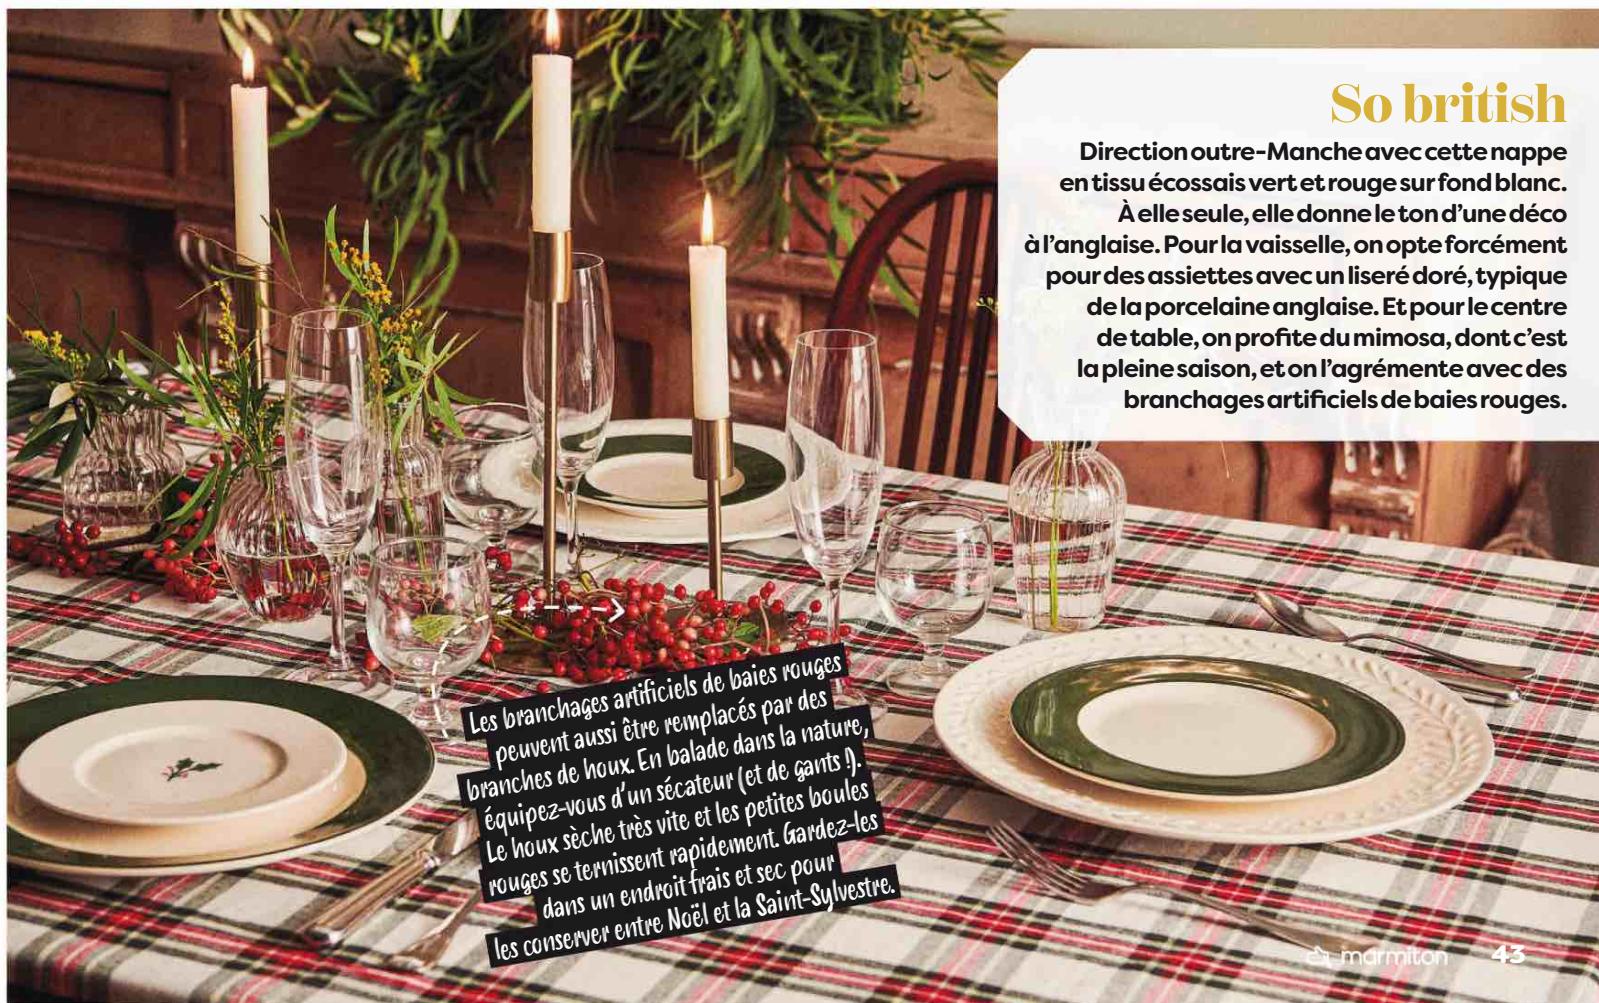 So british
Direction outre-Manche avec cette nappe
en tissu écossais vert et rouge sur fond blanc.
À elle seule, elle donne le ton d'une déco
à l'anglaise. Pour la vaisselle, on opte forcément
pour des assiettes avec un liseré doré, typique
de la porcelaine anglaise. Et pour le centre
de table, on profite du mimosa, dont c'est
la pleine saison, et on l'agrémente avec des
branchages artificiels de baies rouges.
Les branchages artificiels de baies rouges
peuvent aussi être remplacés par des
branches de houx. En balade dans la nature,
équipez-vous d'un sécateur (et de gants !).
Le houx sèche très vite et les petites boules
rouges se ternissent rapidement. Gardez-les
dans un endroit frais et sec pour
les conserver entre Noël et la Saint-Sylvestre.
marmiton 43